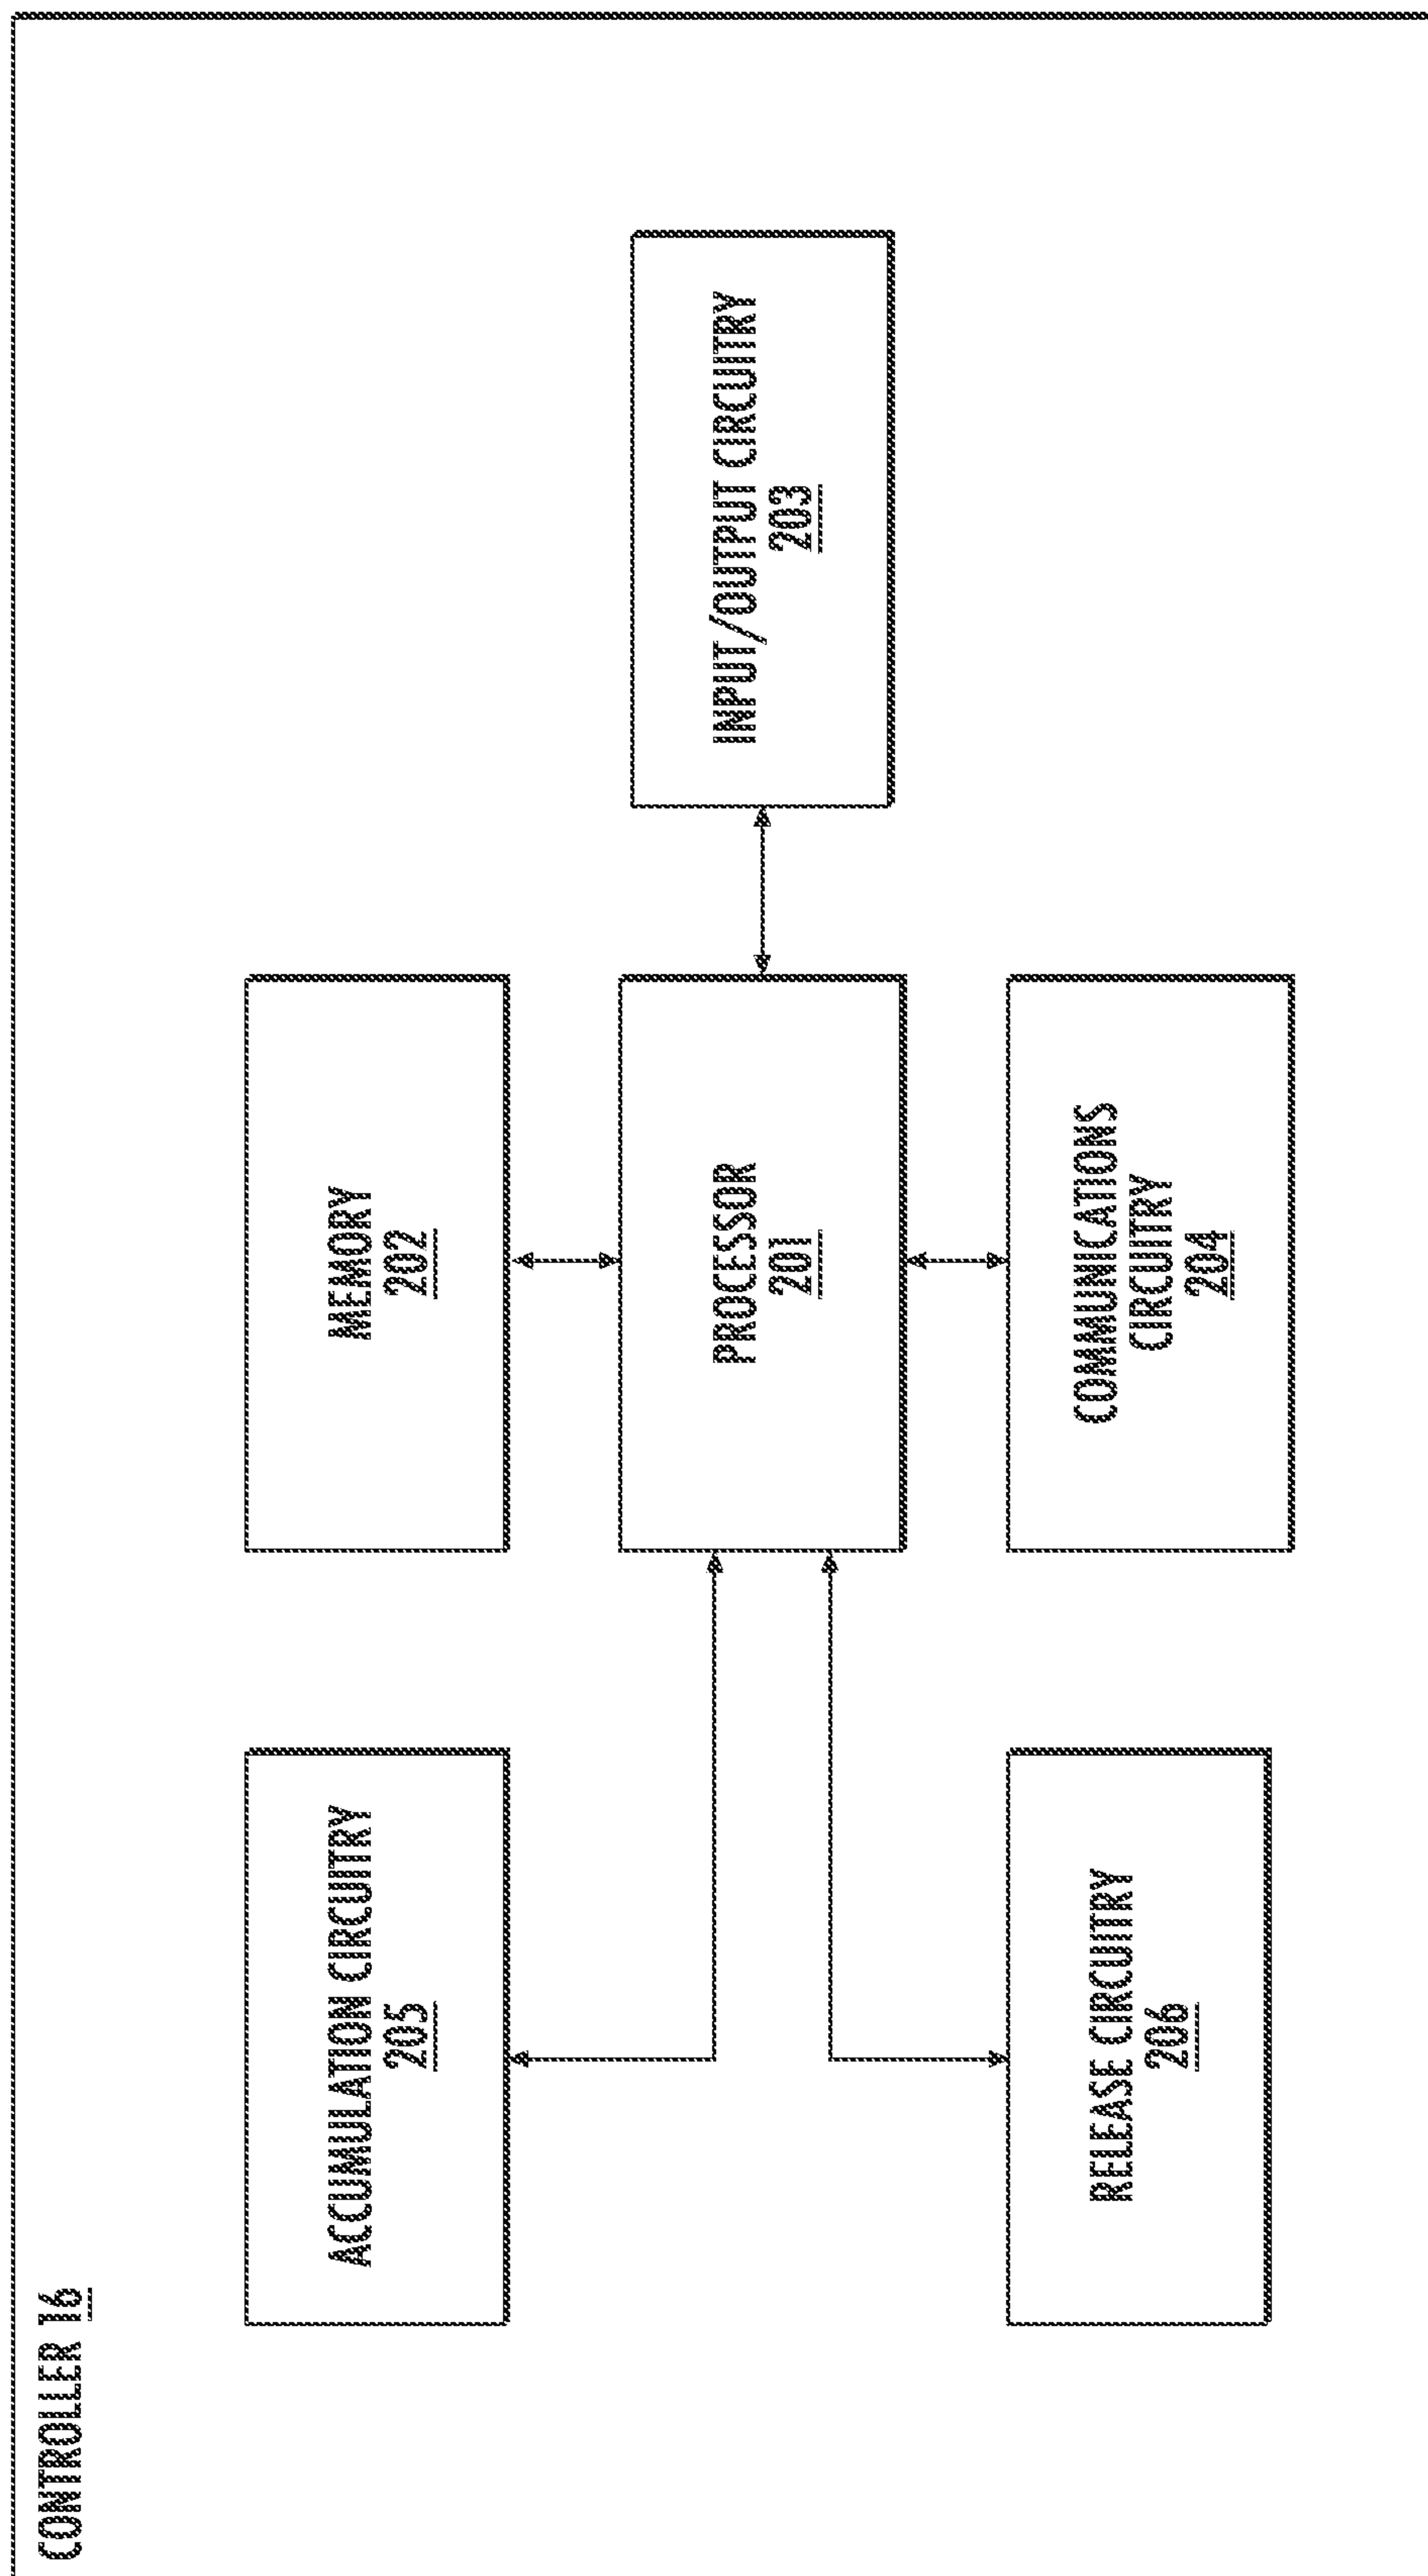 CONTROLLER 16
ACCUMULATION CIRCUITRY
205
MEMORY
202
PROCESSOR
201
INPUT/OUTPUT CIRCUITRY
203
RELEASE CIRCUITRY
206
COMMUNICATIONS
CIRCUITRY
204